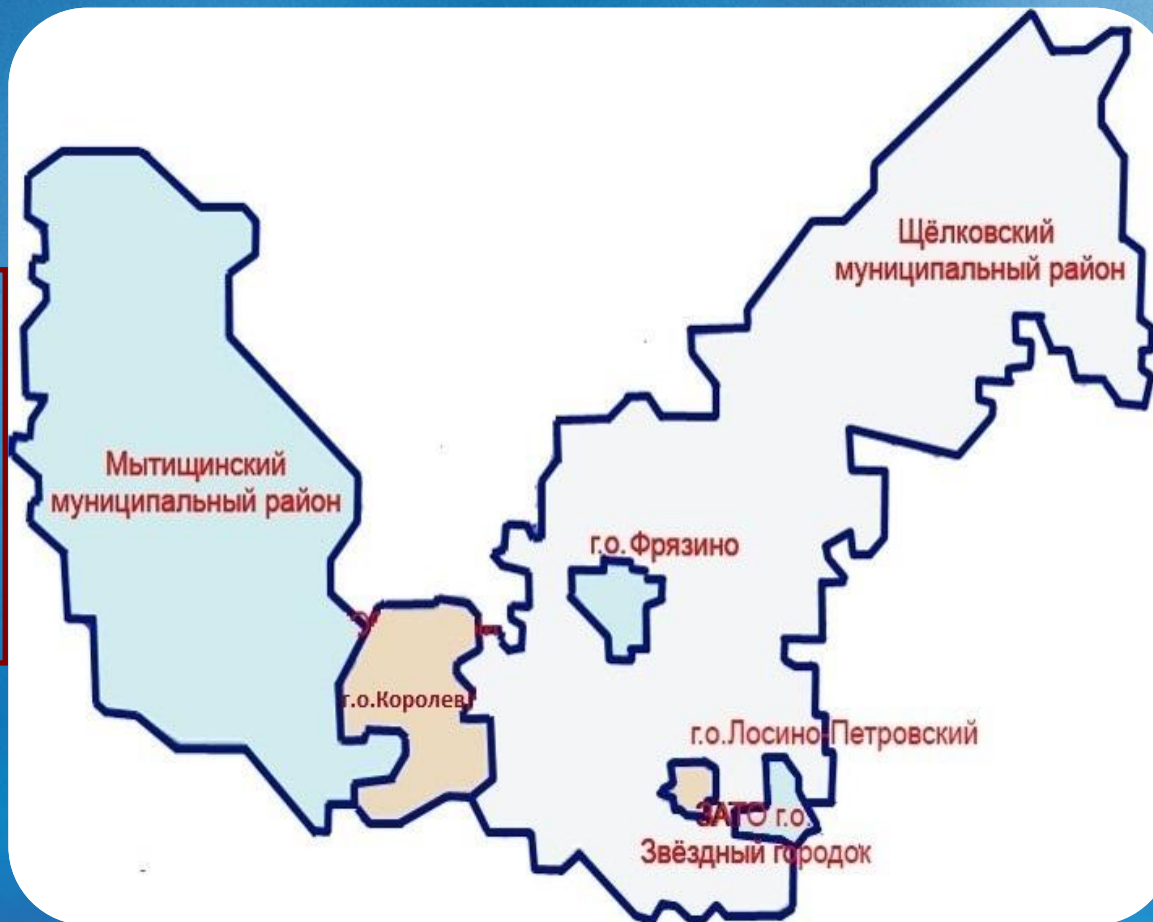 Щёлковский
муниципальный район
Мытищинский
муниципальный район
г.о.Фрязино
г.о.Королев
г.о.Лосино-Петровский
ЗАТО г.о.
Звёздный городок